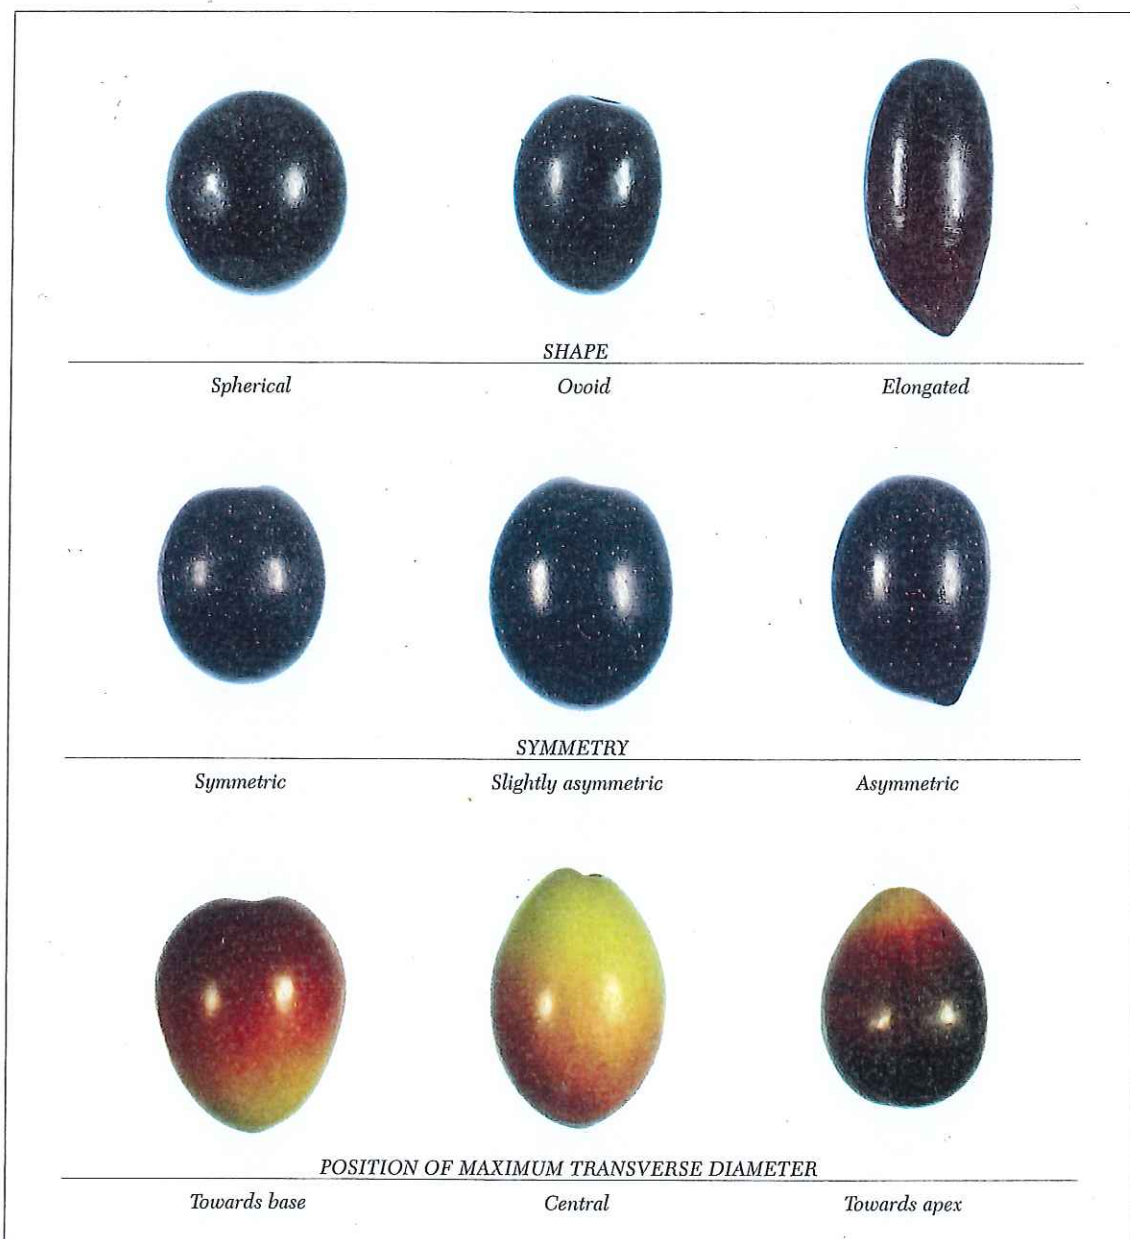 SHAPE
Spherical Ovoid Elongated
SYMMETRY
Symmetric Slightly asymmetric Asymmetric
POSITION OF MAXIMUM TRANSVERSE DIAMETER
Towards base Central Towards apex